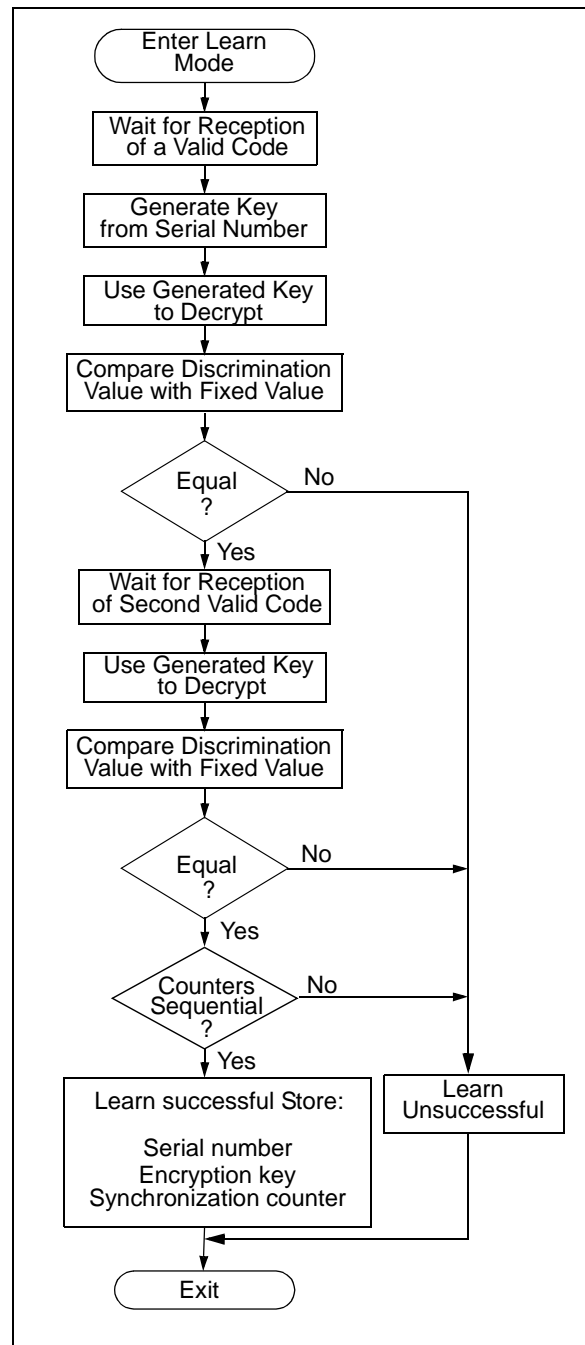 Enter Learn
Mode
Wait for Reception
of a Valid Code
Generate Key
from Serial Number
Use Generated Key
to Decrypt
Compare Discrimination
Value with Fixed Value
Equal
?
No
Yes
Wait for Reception
of Second Valid Code
Use Generated Key
to Decrypt
Compare Discrimination
Value with Fixed Value
Equal
?
No
Yes
Counters
Sequential
?
No
Yes
Learn successful Store:
Serial number
Encryption key
Synchronization counter
Learn
Unsuccessful
Exit